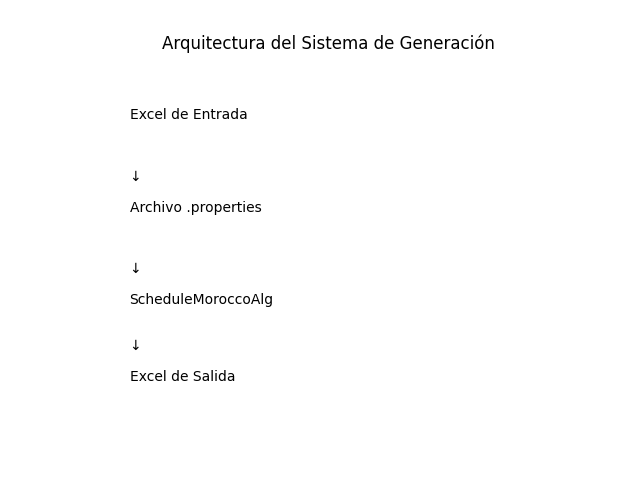 Arquitectura del Sistema de Generación
Excel de Entrada
↓
Archivo .properties
↓
ScheduleMoroccoAlg
↓
Excel de Salida